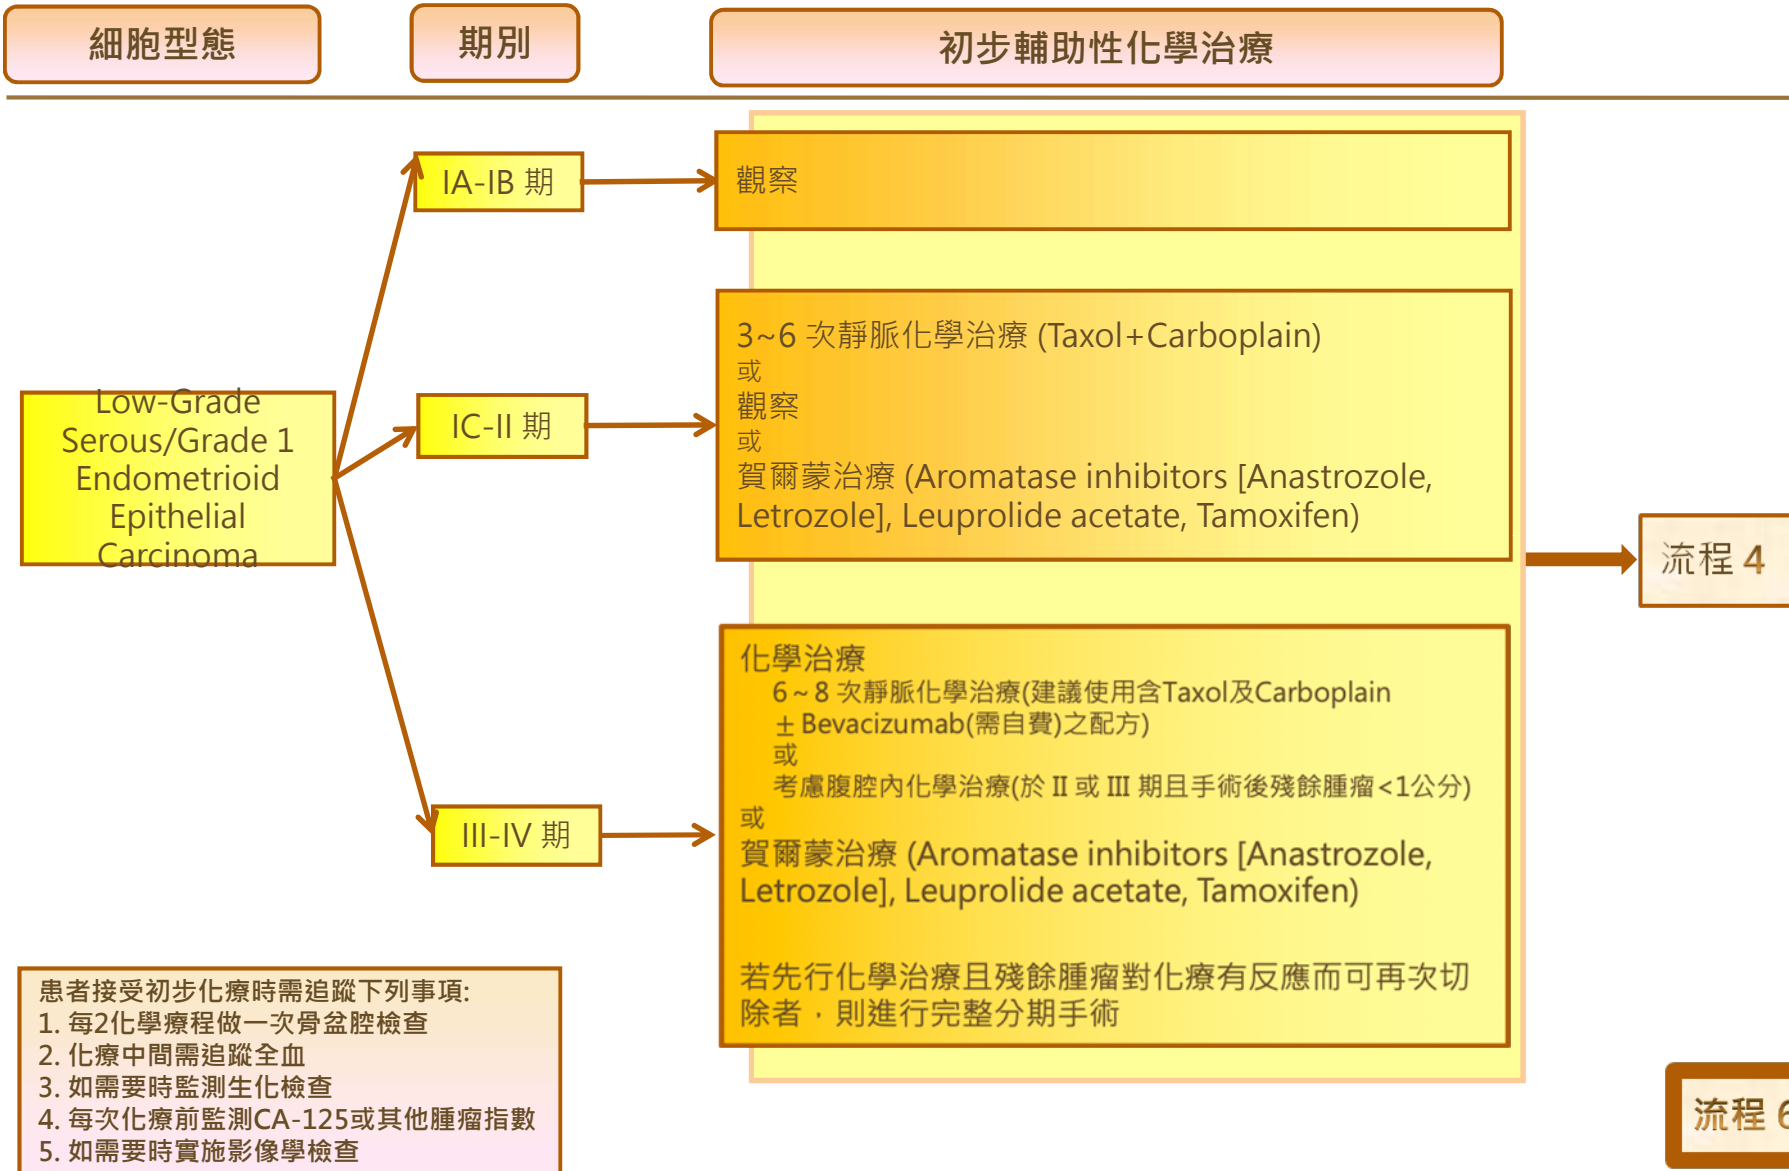 細胞型態
期別
初步輔助性化學治療
IA-IB 期
觀察
Low-Grade
Serous/Grade 1
Endometrioid
Epithelial
Carcinoma
IC-II 期
3~6 次靜脈化學治療 (Taxol+Carboplain)
或
觀察
或
賀爾蒙治療 (Aromatase inhibitors [Anastrozole,
Letrozole], Leuprolide acetate, Tamoxifen)
流程 4
III-IV 期
化學治療
6~8 次靜脈化學治療(建議使用含Taxol及Carboplain
± Bevacizumab(需自費)之配方)
或
考慮腹腔內化學治療(於 II 或 III 期且手術後殘餘腫瘤<1公分)
或
賀爾蒙治療 (Aromatase inhibitors [Anastrozole,
Letrozole], Leuprolide acetate, Tamoxifen)
若先行化學治療且殘餘腫瘤對化療有反應而可再次切
除者，則進行完整分期手術
患者接受初步化療時需追蹤下列事項:
1. 每2化學療程做一次骨盆腔檢查
2. 化療中間需追蹤全血
3. 如需要時監測生化檢查
4. 每次化療前監測CA-125或其他腫瘤指數
5. 如需要時實施影像學檢查
流程 6